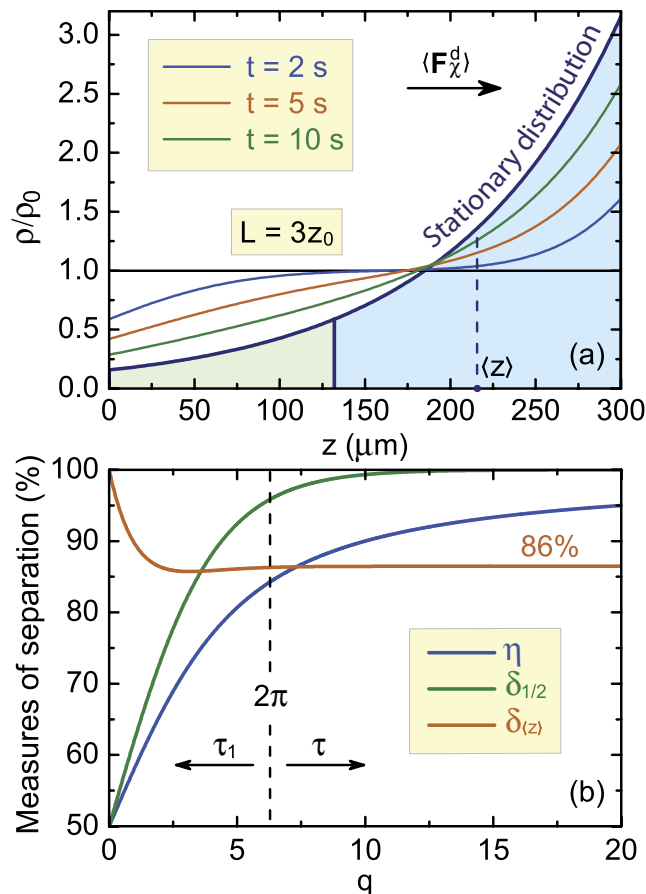 3.0
2.5
2.0
1.5
1.0
0.5
0.0
ρ/ρ₀
t = 2 s
t = 5 s
t = 10 s
⟨F_χ^d⟩
Stationary distribution
L = 3z₀
⟨z⟩
(a)
0 50 100 150 200 250 300
z (μm)
100
90
80
70
60
50
Measures of separation (%)
86%
η
δ₁/₂
δ⟨z⟩
2π
τ₁
τ
(b)
0 5 10 15 20
q